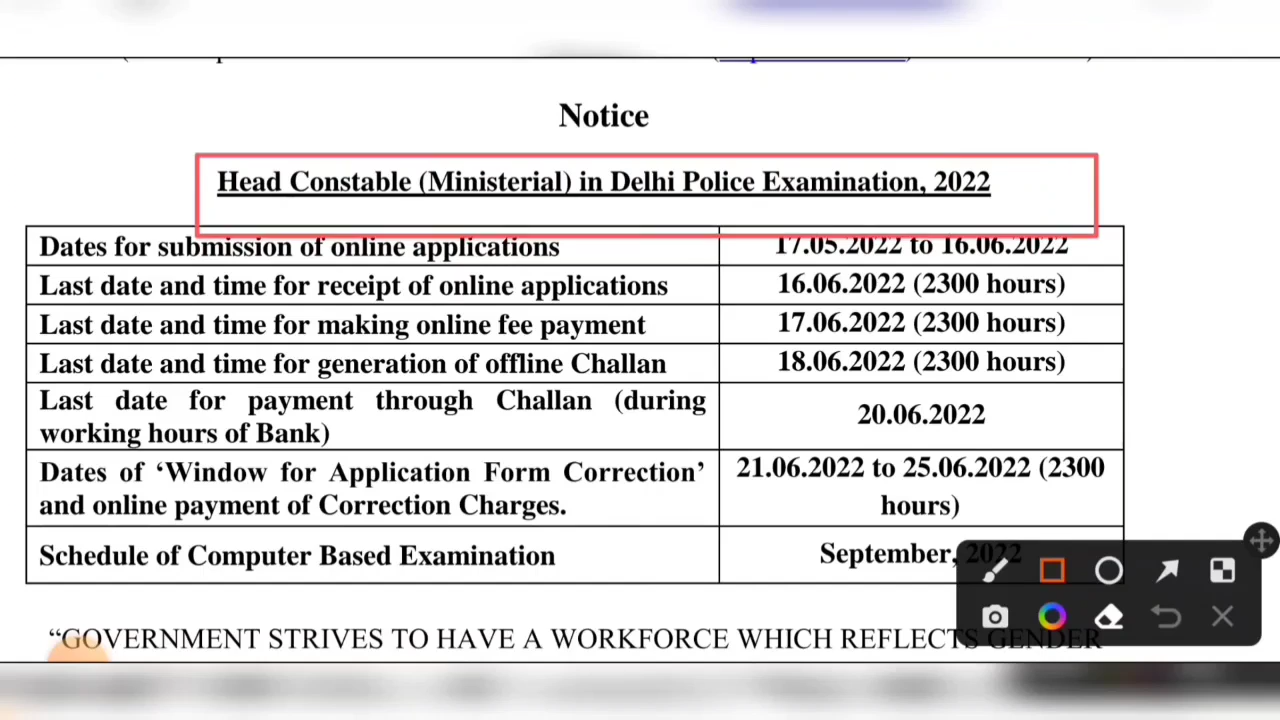 Notice
Head Constable (Ministerial) in Delhi Police Examination, 2022
Dates for submission of online applications
17.05.2022 to 16.06.2022
Last date and time for receipt of online applications
16.06.2022 (2300 hours)
Last date and time for making online fee payment
17.06.2022 (2300 hours)
Last date and time for generation of offline Challan
18.06.2022 (2300 hours)
Last date for payment through Challan (during
working hours of Bank)
20.06.2022
Dates of ‘Window for Application Form Correction’
and online payment of Correction Charges.
21.06.2022 to 25.06.2022 (2300
hours)
Schedule of Computer Based Examination
September, 2022
“GOVERNMENT STRIVES TO HAVE A WORKFORCE WHICH REFLECTS GENDER